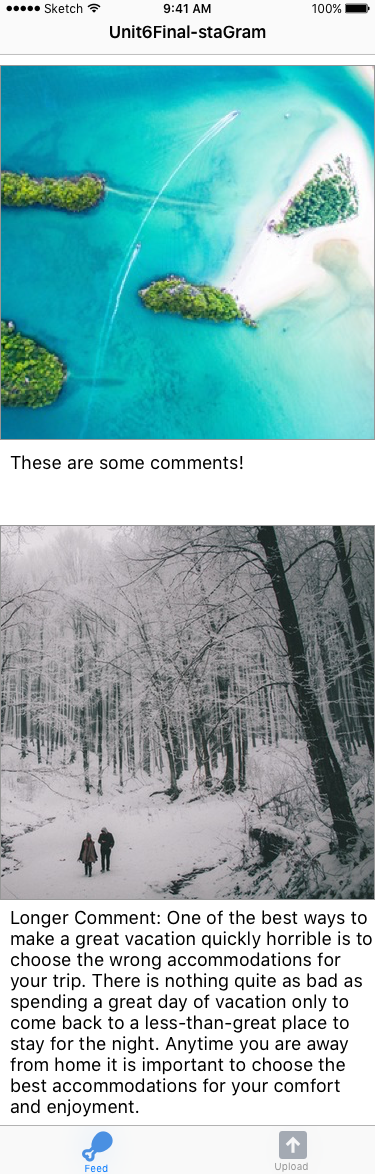 Sketch 9:41 AM 100%
Unit6Final-staGram
These are some comments!
Longer Comment: One of the best ways to
make a great vacation quickly horrible is to
choose the wrong accommodations for
your trip. There is nothing quite as bad as
spending a great day of vacation only to
come back to a less-than-great place to
stay for the night. Anytime you are away
from home it is important to choose the
best accommodations for your comfort
and enjoyment.
Feed Upload